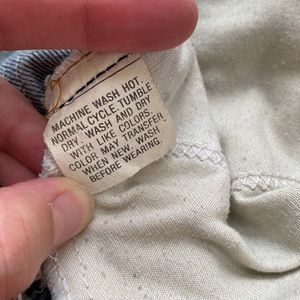 MACHINE WASH HOT.
NORMAL CYCLE. TUMBLE
DRY. WASH AND DRY
WITH LIKE COLORS.
COLOR MAY TRANSFER
WHEN NEW. WASH
BEFORE WEARING.